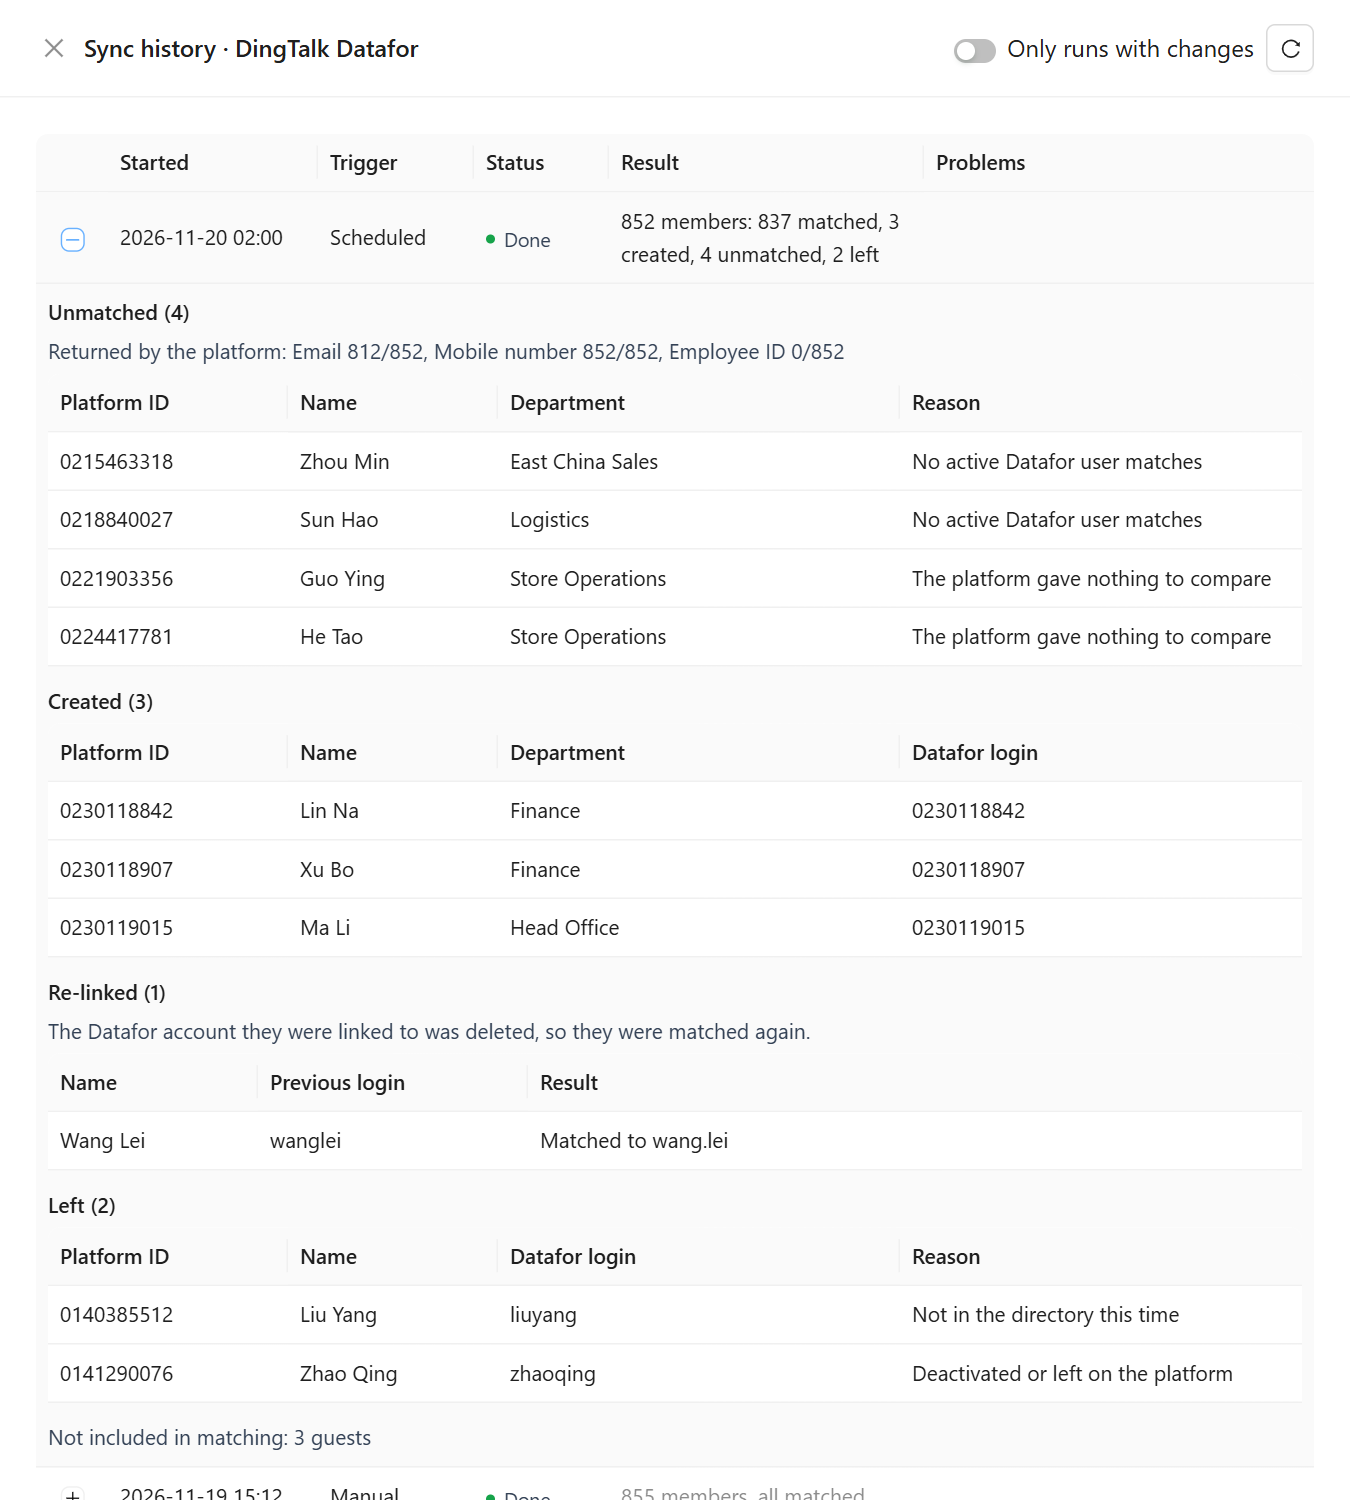 Sync history · DingTalk Datafor
Only runs with changes
Started Trigger Status Result Problems
2026-11-20 02:00 Scheduled Done 852 members: 837 matched, 3
created, 4 unmatched, 2 left
Unmatched (4)
Returned by the platform: Email 812/852, Mobile number 852/852, Employee ID 0/852
Platform ID Name Department Reason
0215463318 Zhou Min East China Sales No active Datafor user matches
0218840027 Sun Hao Logistics No active Datafor user matches
0221903356 Guo Ying Store Operations The platform gave nothing to compare
0224417781 He Tao Store Operations The platform gave nothing to compare
Created (3)
Platform ID Name Department Datafor login
0230118842 Lin Na Finance 0230118842
0230118907 Xu Bo Finance 0230118907
0230119015 Ma Li Head Office 0230119015
Re-linked (1)
The Datafor account they were linked to was deleted, so they were matched again.
Name Previous login Result
Wang Lei wanglei Matched to wang.lei
Left (2)
Platform ID Name Datafor login Reason
0140385512 Liu Yang liuyang Not in the directory this time
0141290076 Zhao Qing zhaoqing Deactivated or left on the platform
Not included in matching: 3 guests
2026-11-19 15:12 Manual Done 855 members, all matched